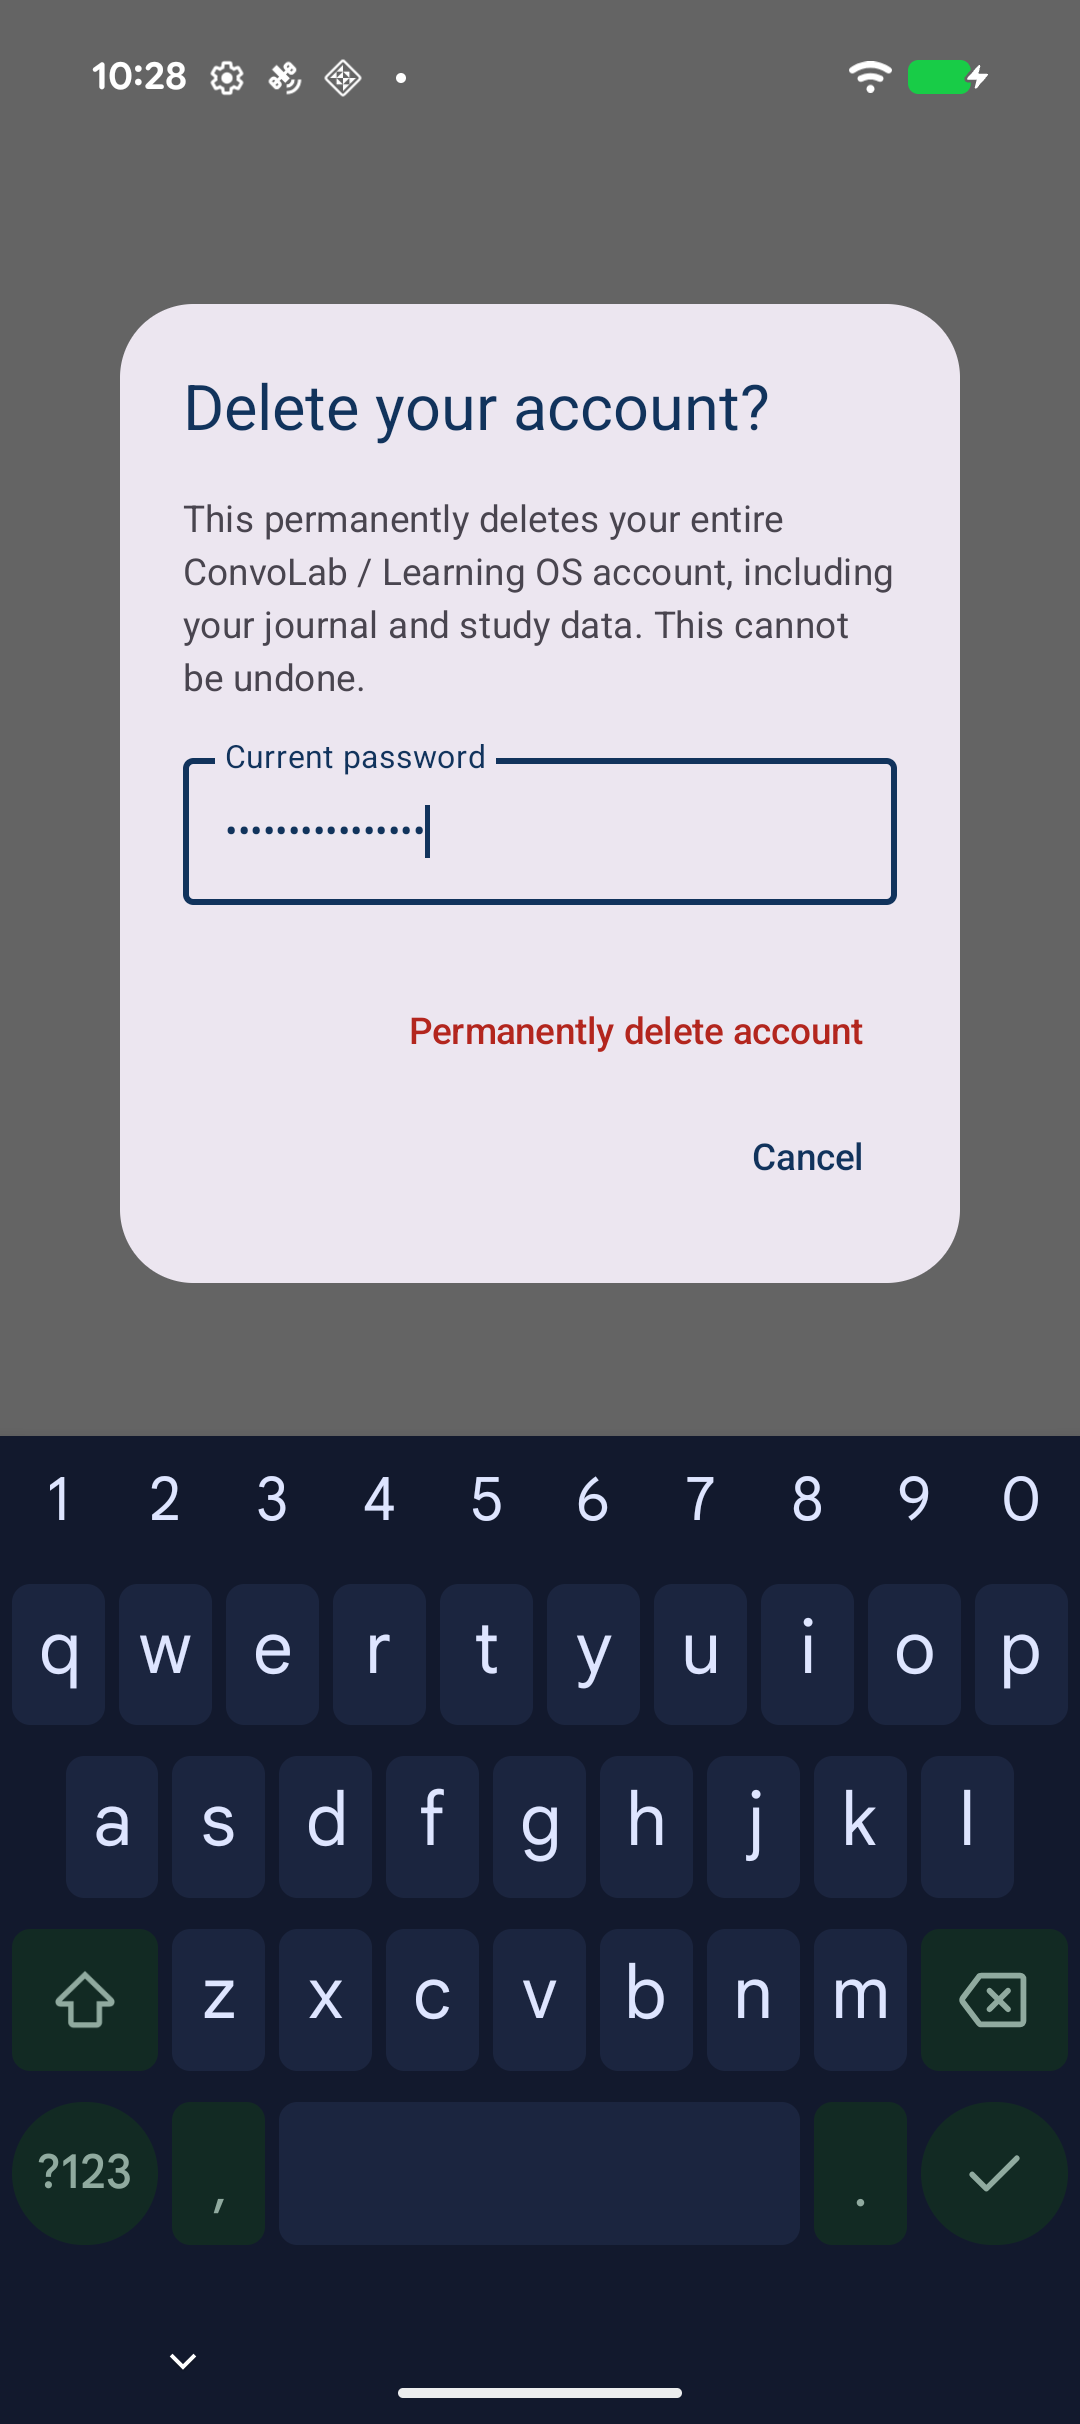 10:28
Delete your account?
This permanently deletes your entire
ConvoLab / Learning OS account, including
your journal and study data. This cannot
be undone.
Current password
••••••••••••••••
Permanently delete account
Cancel
1 2 3 4 5 6 7 8 9 0
q w e r t y u i o p
a s d f g h j k l
z x c v b n m
?123 , .